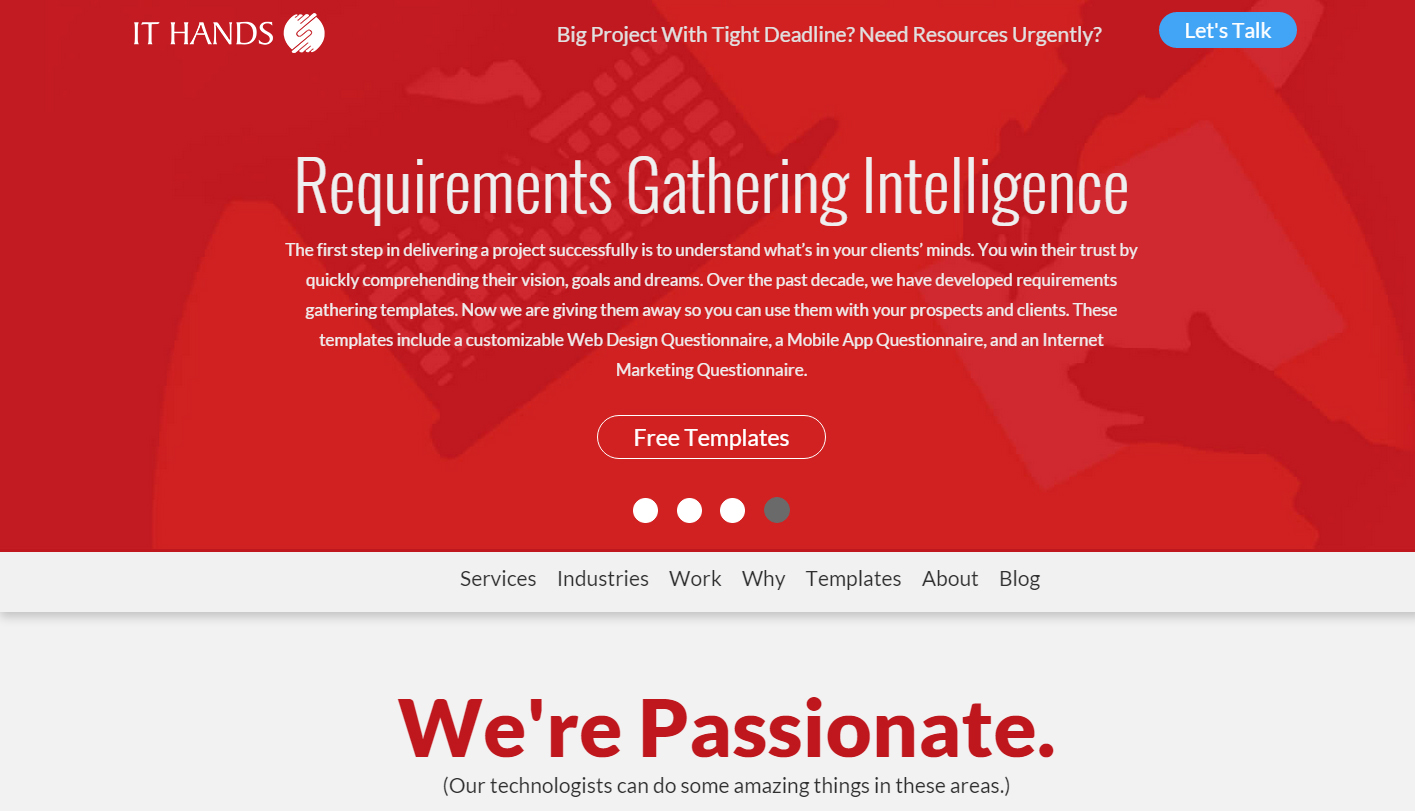 IT HANDS
Big Project With Tight Deadline? Need Resources Urgently?
Let's Talk
Requirements Gathering Intelligence
The first step in delivering a project successfully is to understand what’s in your clients’ minds. You win their trust by
quickly comprehending their vision, goals and dreams. Over the past decade, we have developed requirements
gathering templates. Now we are giving them away so you can use them with your prospects and clients. These
templates include a customizable Web Design Questionnaire, a Mobile App Questionnaire, and an Internet
Marketing Questionnaire.
Free Templates
Services Industries Work Why Templates About Blog
We're Passionate.
(Our technologists can do some amazing things in these areas.)